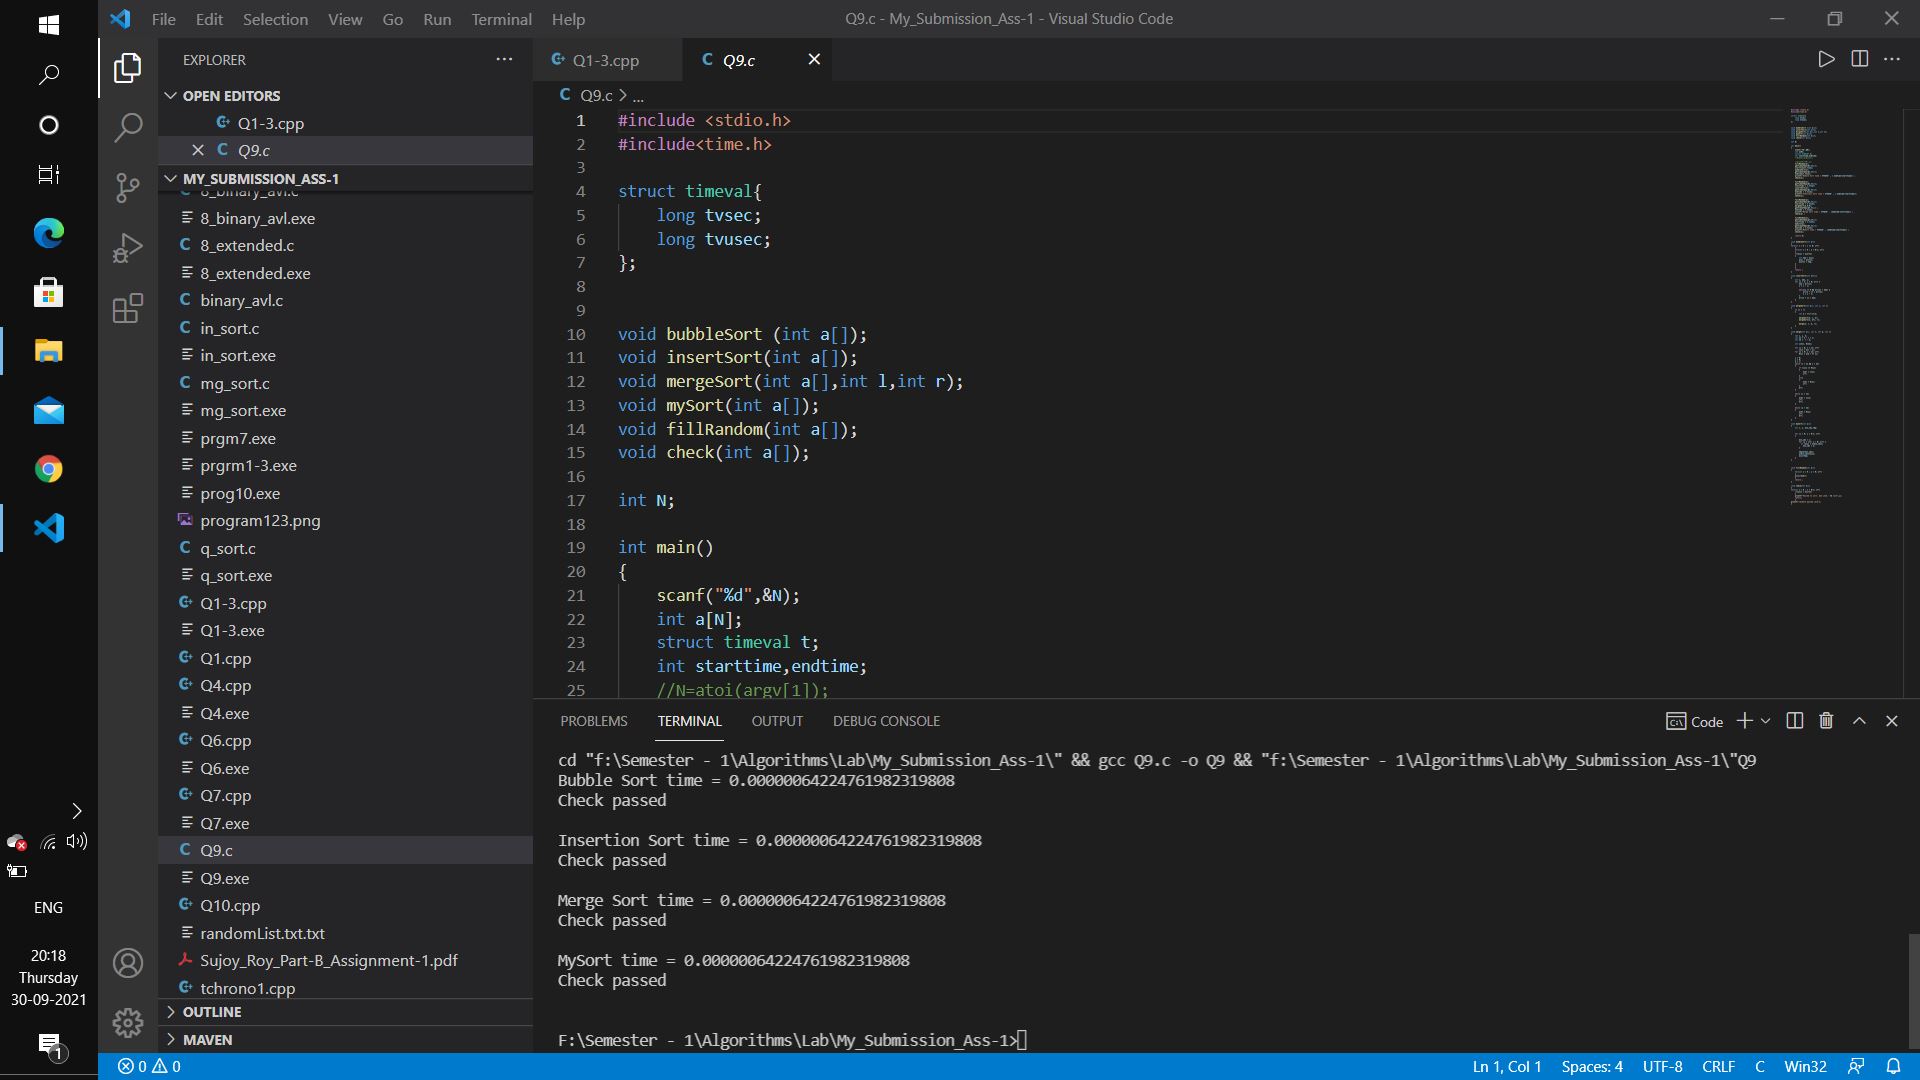 File Edit Selection View Go Run Terminal Help
Q9.c - My_Submission_Ass-1 - Visual Studio Code
EXPLORER
OPEN EDITORS
Q1-3.cpp
Q9.c
MY_SUBMISSION_ASS-1
8_binary_avl.c
8_binary_avl.exe
8_extended.c
8_extended.exe
binary_avl.c
in_sort.c
in_sort.exe
mg_sort.c
mg_sort.exe
prgm7.exe
prgrm1-3.exe
prog10.exe
program123.png
q_sort.c
q_sort.exe
Q1-3.cpp
Q1-3.exe
Q1.cpp
Q4.cpp
Q4.exe
Q6.cpp
Q6.exe
Q7.cpp
Q7.exe
Q9.c
Q9.exe
Q10.cpp
randomList.txt.txt
Sujoy_Roy_Part-B_Assignment-1.pdf
tchrono1.cpp
OUTLINE
MAVEN
Q1-3.cpp
Q9.c
Q9.c > ...
1 #include <stdio.h>
2 #include<time.h>
3
4 struct timeval{
5 long tvsec;
6 long tvusec;
7 };
8
9
10 void bubbleSort (int a[]);
11 void insertSort(int a[]);
12 void mergeSort(int a[],int l,int r);
13 void mySort(int a[]);
14 void fillRandom(int a[]);
15 void check(int a[]);
16
17 int N;
18
19 int main()
20 {
21 scanf("%d",&N);
22 int a[N];
23 struct timeval t;
24 int starttime,endtime;
25 //N=atoi(argv[1]);
PROBLEMS TERMINAL OUTPUT DEBUG CONSOLE
Code
cd "f:\Semester - 1\Algorithms\Lab\My_Submission_Ass-1\" && gcc Q9.c -o Q9 && "f:\Semester - 1\Algorithms\Lab\My_Submission_Ass-1\"Q9
Bubble Sort time = 0.00000064224761982319808
Check passed
Insertion Sort time = 0.00000064224761982319808
Check passed
Merge Sort time = 0.00000064224761982319808
Check passed
MySort time = 0.00000064224761982319808
Check passed
F:\Semester - 1\Algorithms\Lab\My_Submission_Ass-1>
ENG
20:18
Thursday
30-09-2021
1
0 0
Ln 1, Col 1 Spaces: 4 UTF-8 CRLF C Win32